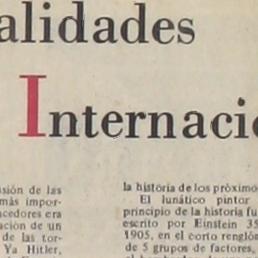 alidades
Internacio
sión de las
más impor-
ncedores era
ación de un
de las tor-
Ya Hitler,
la historia de los próximo
El lunático pintor
principio de la historia fu
escrito por Einstein 35
1905, en el corto renglón
de 5 grupos de factores,